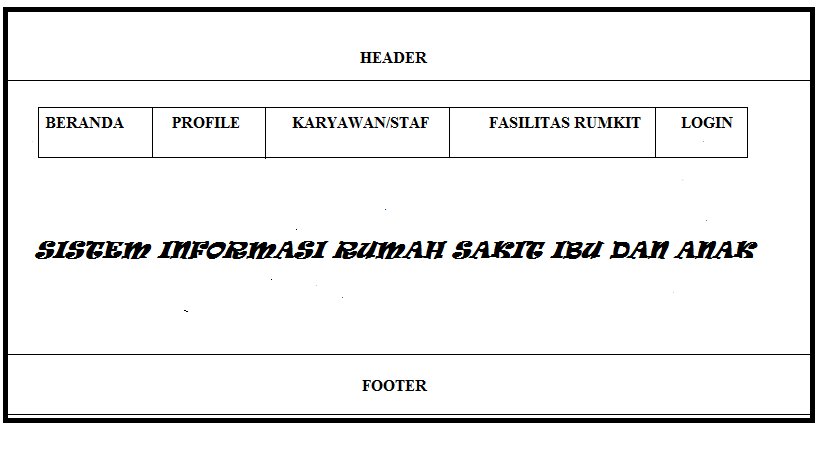 HEADER
BERANDA PROFILE KARYAWAN/STAF FASILITAS RUMKIT LOGIN
SISTEM INFORMASI RUMAH SAKIT IBU DAN ANAK
FOOTER